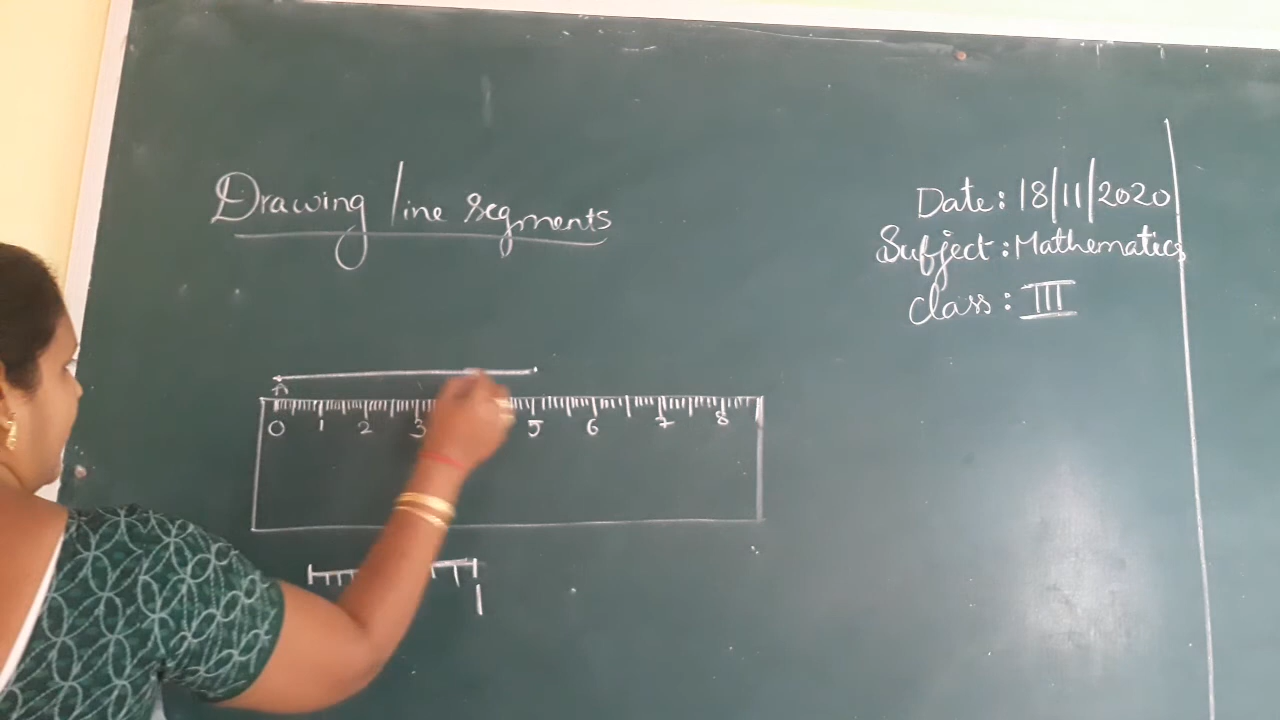 Drawing line segments
Date: 18/11/2020
Subject: Mathematics
Class: III
A
0 1 2 3 5 6 7 8
1